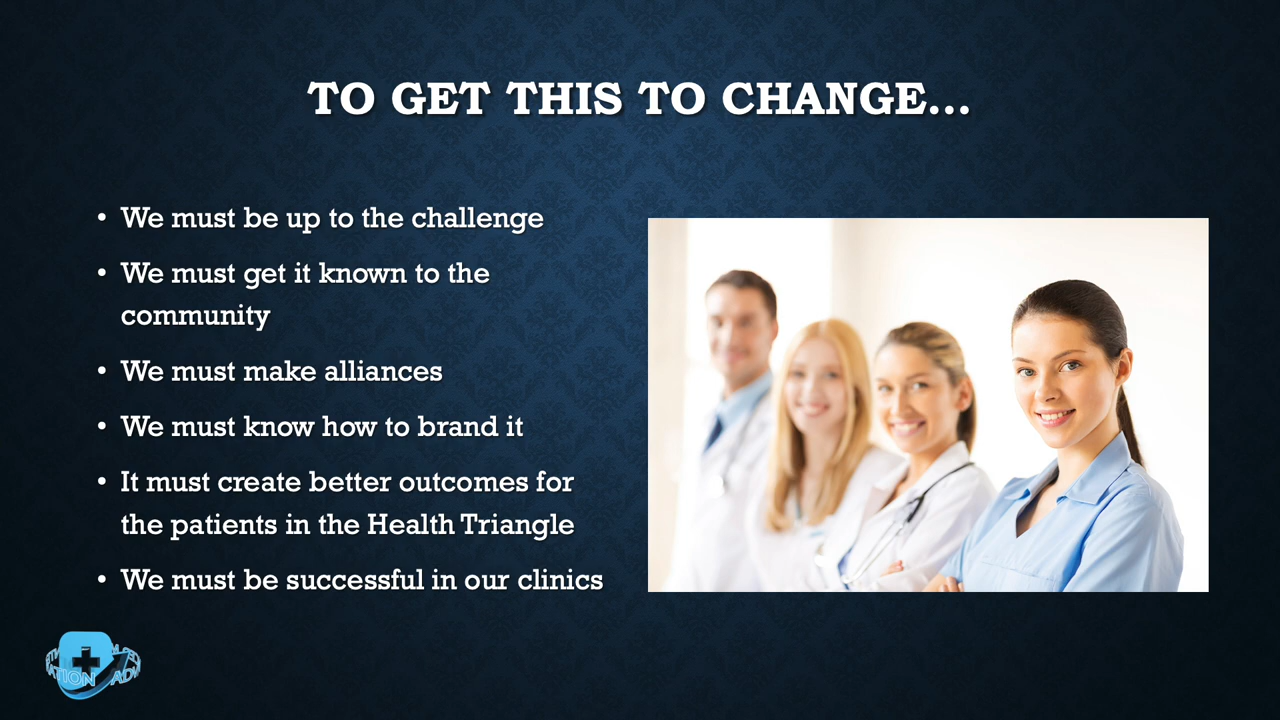 TO GET THIS TO CHANGE...
• We must be up to the challenge
• We must get it known to the
community
• We must make alliances
• We must know how to brand it
• It must create better outcomes for
the patients in the Health Triangle
• We must be successful in our clinics